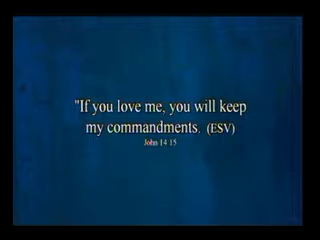 "If you love me, you will keep
my commandments. (ESV)
John 14 15